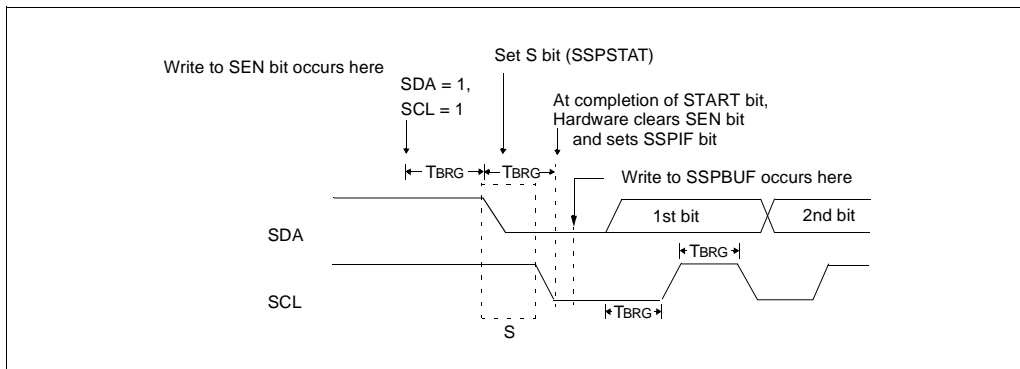 Write to SEN bit occurs here
Set S bit (SSPSTAT)
SDA = 1,
SCL = 1
At completion of START bit,
Hardware clears SEN bit
and sets SSPIF bit
TBRG
TBRG
Write to SSPBUF occurs here
SDA
1st bit
2nd bit
TBRG
SCL
TBRG
S